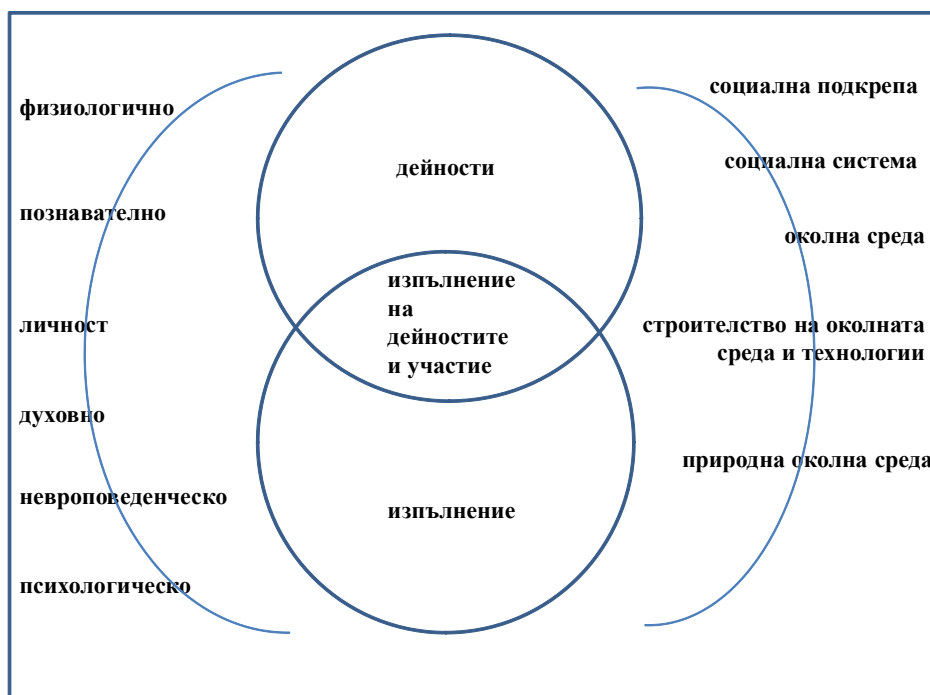 физиологично
познавателно
личност
духовно
невроповеденческо
психологическо
дейности
изпълнение
на
дейностите
и участие
изпълнение
социална подкрепа
социална система
околна среда
строителство на околната
среда и технологии
природна околна среда